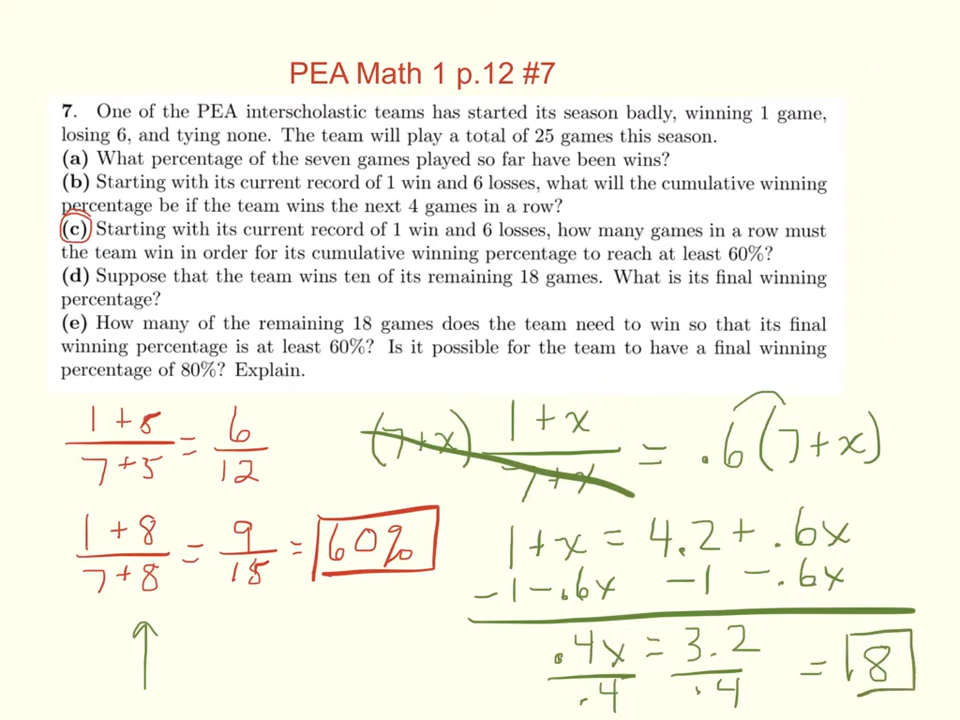 PEA Math 1 p.12 #7
7. One of the PEA interscholastic teams has started its season badly, winning 1 game,
losing 6, and tying none. The team will play a total of 25 games this season.
(a) What percentage of the seven games played so far have been wins?
(b) Starting with its current record of 1 win and 6 losses, what will the cumulative winning
percentage be if the team wins the next 4 games in a row?
(c) Starting with its current record of 1 win and 6 losses, how many games in a row must
the team win in order for its cumulative winning percentage to reach at least 60%?
(d) Suppose that the team wins ten of its remaining 18 games. What is its final winning
percentage?
(e) How many of the remaining 18 games does the team need to win so that its final
winning percentage is at least 60%? Is it possible for the team to have a final winning
percentage of 80%? Explain.
1 + 5
7 + 5
=
6
12
1 + 8
7 + 8
=
9
15
= 60%
(7+x)
1 + x
7 + x
= .6(7+x)
1 + x = 4.2 + .6x
-1 - .6x -1 - .6x
.4x = 3.2
.4 .4
= 8